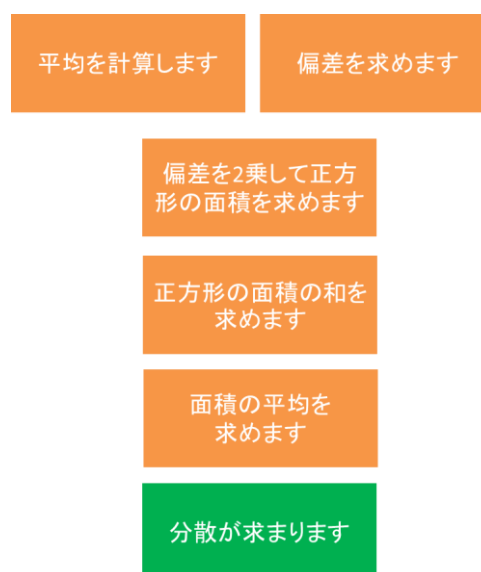 平均を計算します
偏差を求めます
偏差を2乗して正方
形の面積を求めます
正方形の面積の和を
求めます
面積の平均を
求めます
分散が求まります